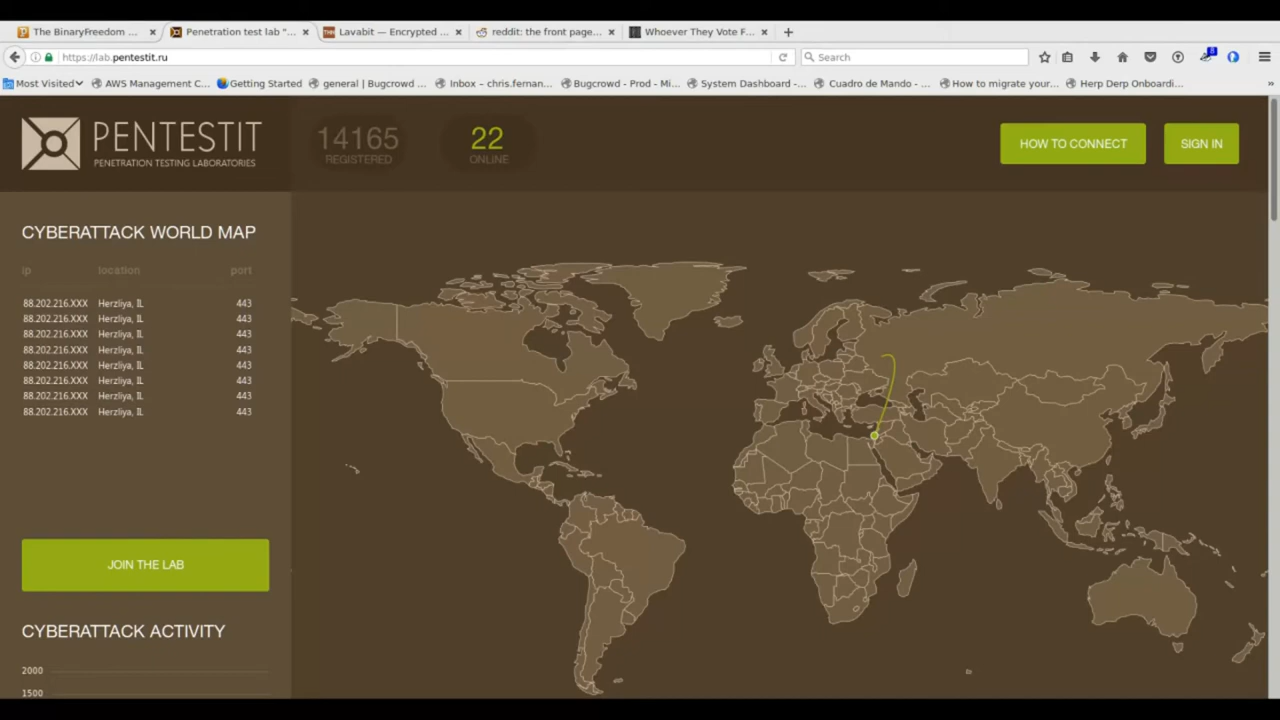 The BinaryFreedom ...
Penetration test lab "...
Lavabit — Encrypted ...
reddit: the front page...
Whoever They Vote F...
https://lab.pentestit.ru
Search
8
Most Visited
AWS Management C...
Getting Started
general | Bugcrowd ...
Inbox – chris.fernan...
Bugcrowd - Prod - Mi...
System Dashboard -...
Cuadro de Mando - ...
How to migrate your...
Herp Derp Onboardi...
»
PENTESTIT
PENETRATION TESTING LABORATORIES
14165
REGISTERED
22
ONLINE
HOW TO CONNECT
SIGN IN
CYBERATTACK WORLD MAP
ip location port
88.202.216.XXX Herzliya, IL 443
88.202.216.XXX Herzliya, IL 443
88.202.216.XXX Herzliya, IL 443
88.202.216.XXX Herzliya, IL 443
88.202.216.XXX Herzliya, IL 443
88.202.216.XXX Herzliya, IL 443
88.202.216.XXX Herzliya, IL 443
88.202.216.XXX Herzliya, IL 443
JOIN THE LAB
CYBERATTACK ACTIVITY
2000
1500